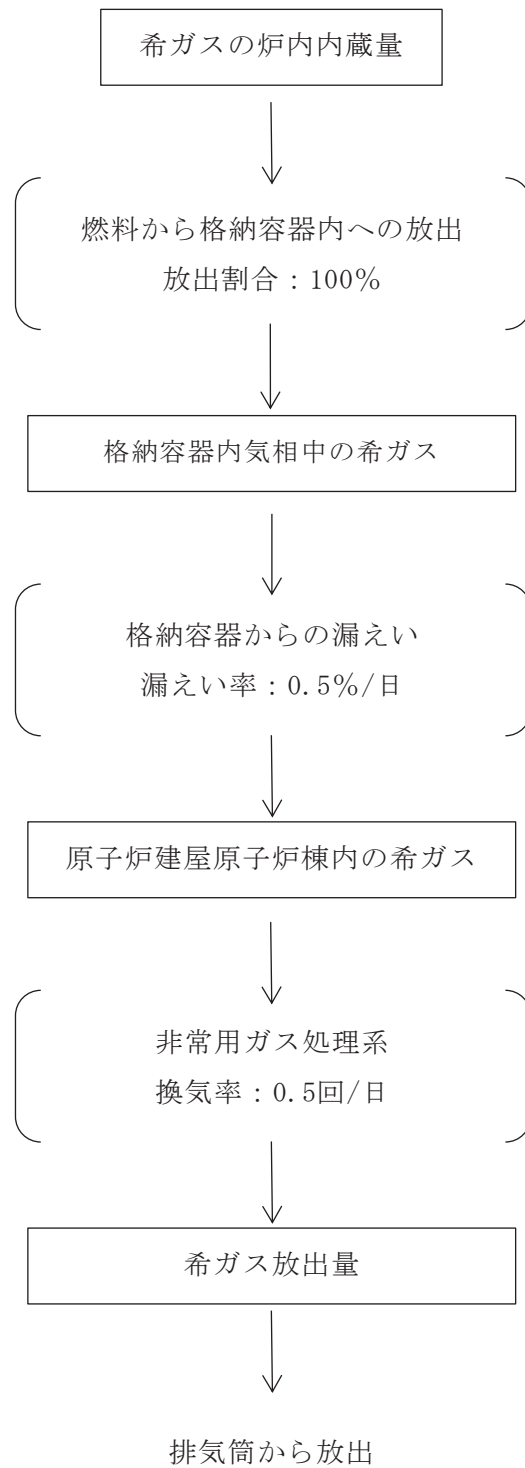 希ガスの炉内内蔵量
燃料から格納容器内への放出
放出割合：100%
格納容器内気相中の希ガス
格納容器からの漏えい
漏えい率：0.5%/日
原子炉建屋原子炉棟内の希ガス
非常用ガス処理系
換気率：0.5回/日
希ガス放出量
排気筒から放出